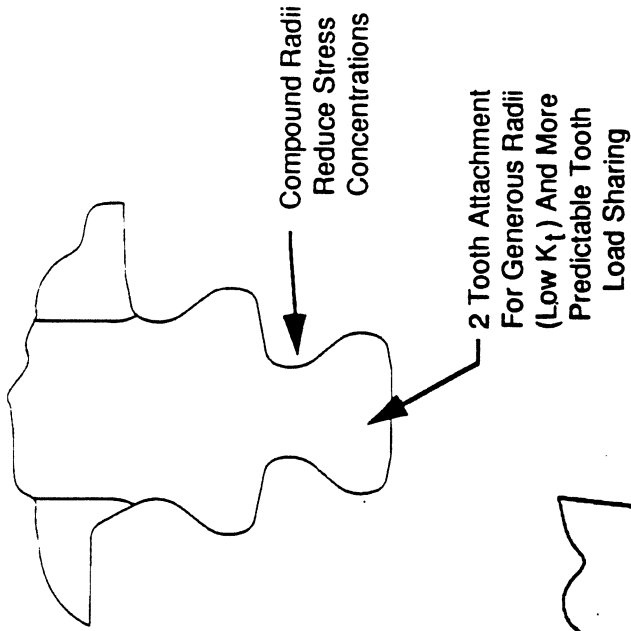 Compound Radii
Reduce Stress
Concentrations
2 Tooth Attachment
For Generous Radii
(Low Kt) And More
Predictable Tooth
Load Sharing